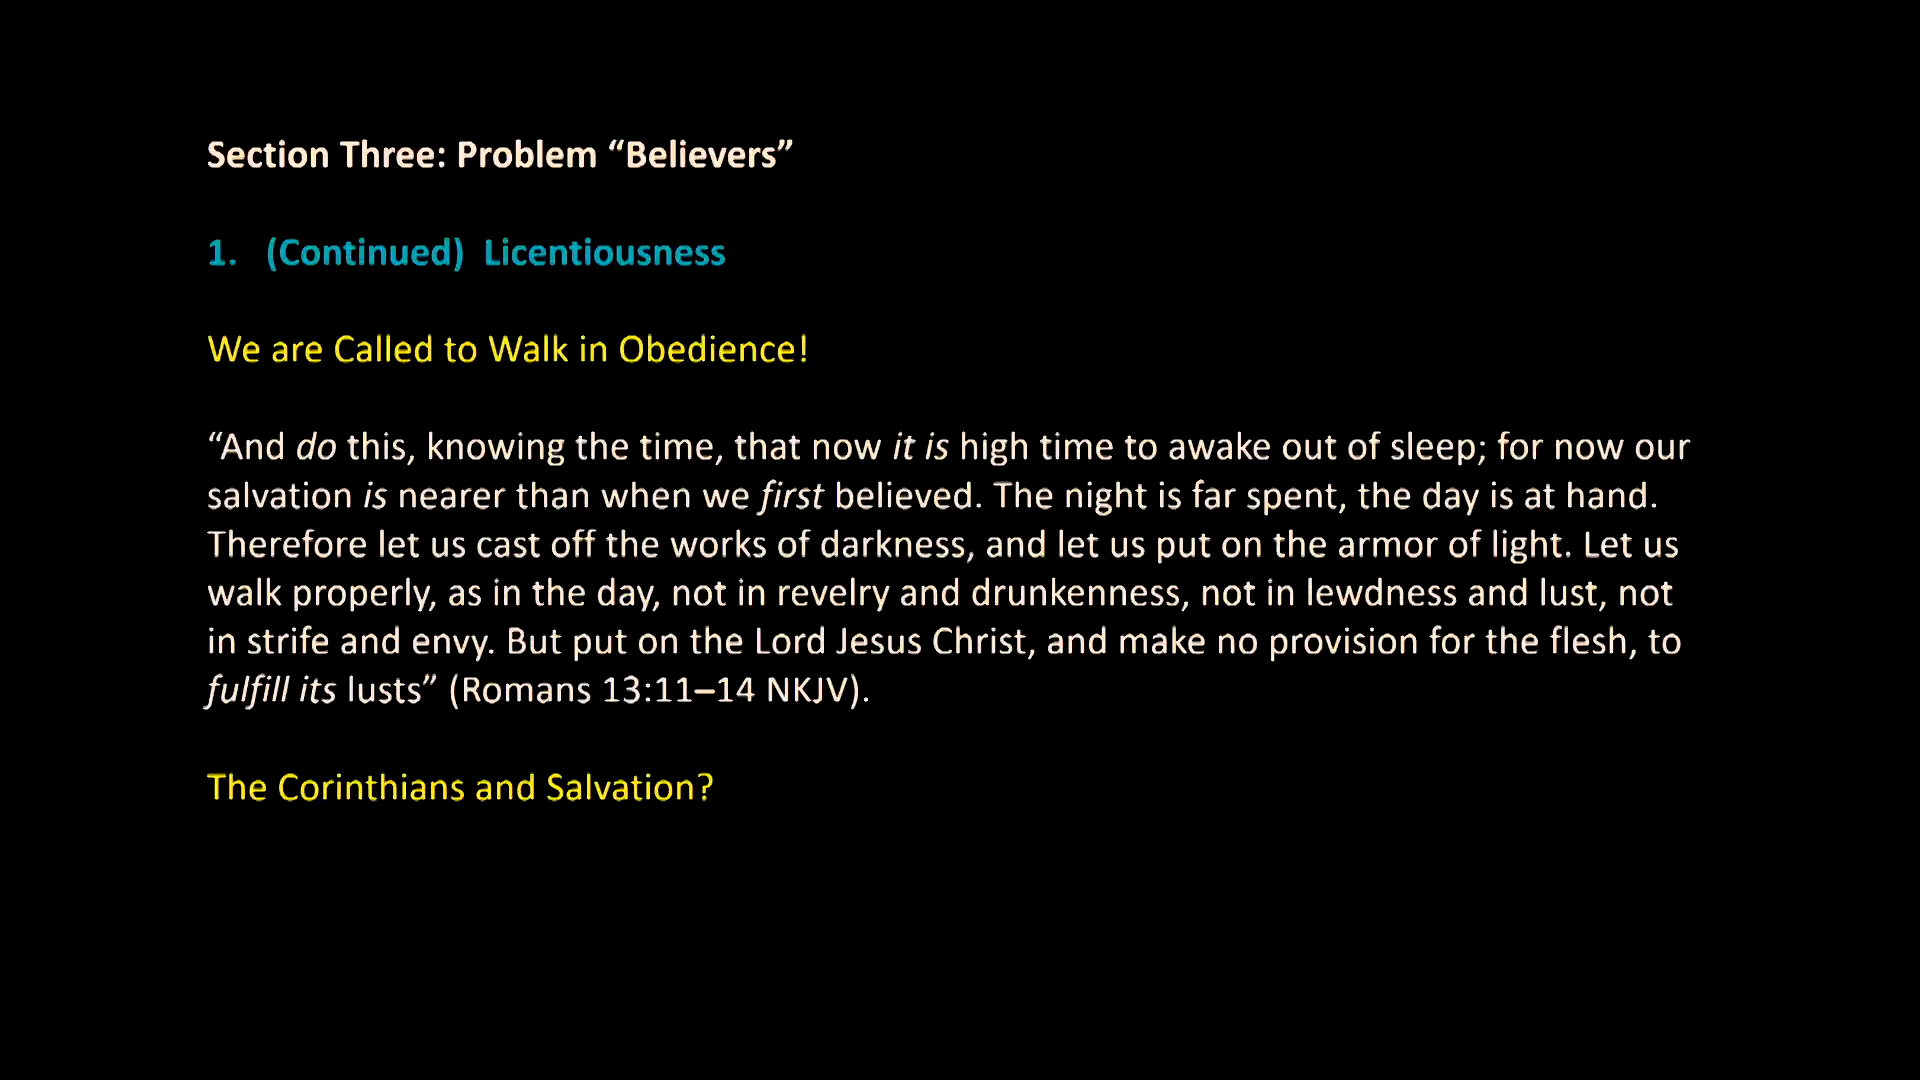 Section Three: Problem “Believers”
1. (Continued) Licentiousness
We are Called to Walk in Obedience!
“And do this, knowing the time, that now it is high time to awake out of sleep; for now our
salvation is nearer than when we first believed. The night is far spent, the day is at hand.
Therefore let us cast off the works of darkness, and let us put on the armor of light. Let us
walk properly, as in the day, not in revelry and drunkenness, not in lewdness and lust, not
in strife and envy. But put on the Lord Jesus Christ, and make no provision for the flesh, to
fulfill its lusts” (Romans 13:11–14 NKJV).
The Corinthians and Salvation?